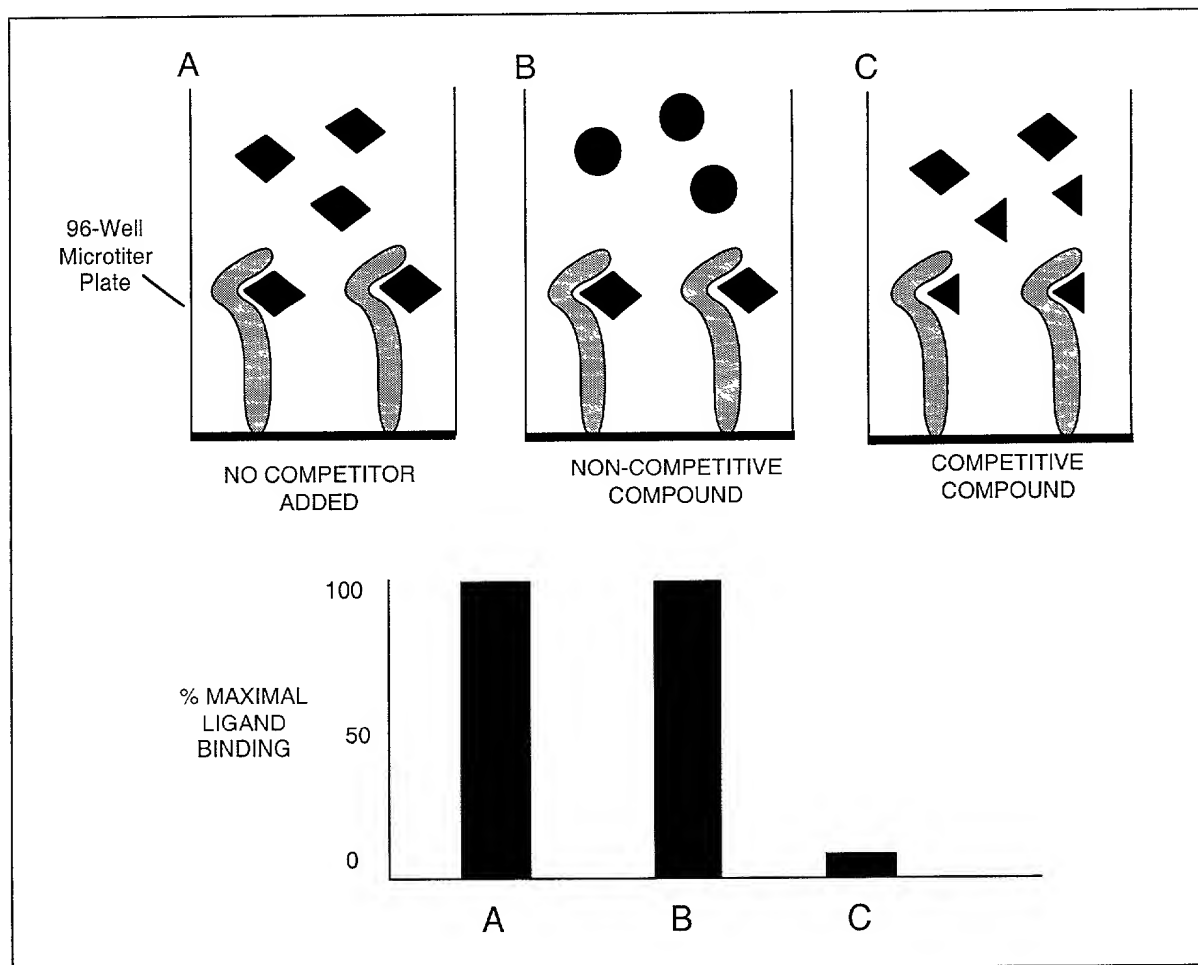 A
B
C
96-Well
Microtiter
Plate
NO COMPETITOR
ADDED
NON-COMPETITIVE
COMPOUND
COMPETITIVE
COMPOUND
% MAXIMAL
LIGAND
BINDING
100
50
0
A
B
C